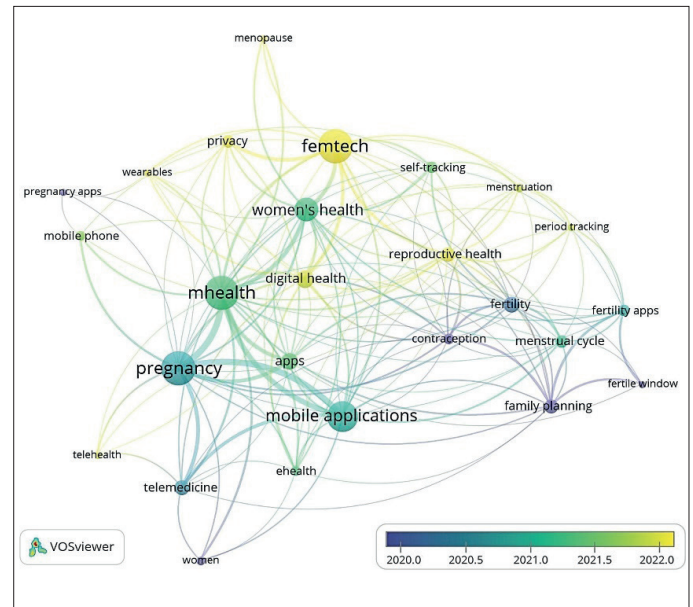 menopause
privacy
femtech
wearables
self-tracking
pregnancy apps
menstruation
women's health
period tracking
mobile phone
reproductive health
digital health
mhealth
fertility
fertility apps
contraception
menstrual cycle
apps
pregnancy
fertile window
family planning
mobile applications
telehealth
ehealth
telemedicine
VOSviewer
women
2020.0 2020.5 2021.0 2021.5 2022.0